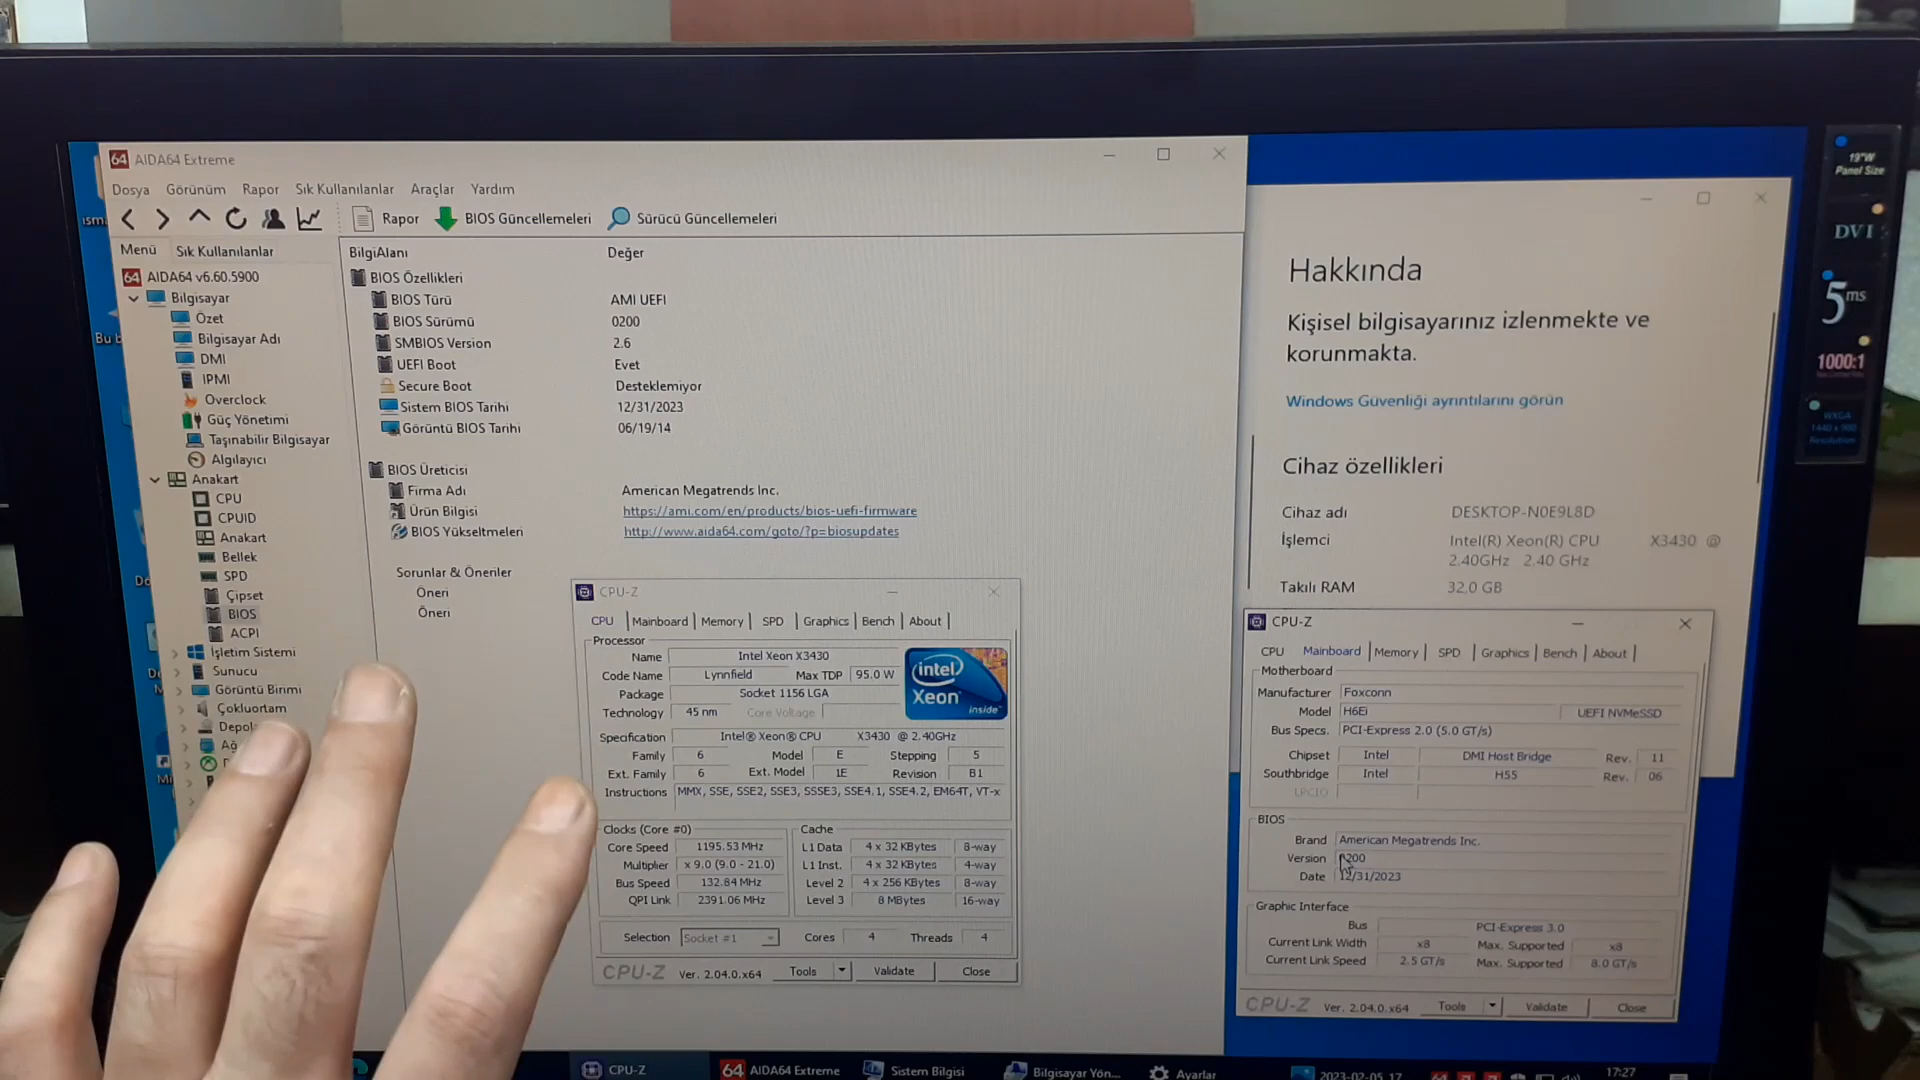 AIDA64 Extreme
Dosya Görünüm Rapor Sık Kullanılanlar Araçlar Yardım
Rapor BIOS Güncellemeleri Sürücü Güncellemeleri
Menü Sık Kullanılanlar
AIDA64 v6.60.5900
Bilgisayar
Özet
Bilgisayar Adı
DMI
IPMI
Overclock
Güç Yönetimi
Taşınabilir Bilgisayar
Algılayıcı
Anakart
CPU
CPUID
Anakart
Bellek
SPD
Çipset
BIOS
ACPI
İşletim Sistemi
Sunucu
Görüntü Birimi
Çokluortam
BilgiAlanı Değer
BIOS Özellikleri
BIOS Türü AMI UEFI
BIOS Sürümü 0200
SMBIOS Version 2.6
UEFI Boot Evet
Secure Boot Desteklemiyor
Sistem BIOS Tarihi 12/31/2023
Görüntü BIOS Tarihi 06/19/14
BIOS Üreticisi
Firma Adı American Megatrends Inc.
Ürün Bilgisi https://ami.com/en/products/bios-uefi-firmware
BIOS Yükseltmeleri http://www.aida64.com/goto/?p=biosupdates
Sorunlar & Öneriler
Öneri
Öneri
CPU-Z
CPU Mainboard Memory SPD Graphics Bench About
Processor
Name Intel Xeon X3430
Code Name Lynnfield Max TDP 95.0 W
Package Socket 1156 LGA
Technology 45 nm Core Voltage
intel Xeon inside
Specification Intel® Xeon® CPU X3430 @ 2.40GHz
Family 6 Model E Stepping 5
Ext. Family 6 Ext. Model 1E Revision B1
Instructions MMX, SSE, SSE2, SSE3, SSSE3, SSE4.1, SSE4.2, EM64T, VT-x
Clocks (Core #0)
Core Speed 1195.53 MHz
Multiplier x 9.0 (9.0 - 21.0)
Bus Speed 132.84 MHz
QPI Link 2391.06 MHz
Cache
L1 Data 4 x 32 KBytes 8-way
L1 Inst. 4 x 32 KBytes 4-way
Level 2 4 x 256 KBytes 8-way
Level 3 8 MBytes 16-way
Selection Socket #1 Cores 4 Threads 4
CPU-Z Ver. 2.04.0.x64 Tools Validate Close
Hakkında
Kişisel bilgisayarınız izlenmekte ve
korunmakta.
Windows Güvenliği ayrıntılarını görün
Cihaz özellikleri
Cihaz adı DESKTOP-N0E9L8D
İşlemci Intel(R) Xeon(R) CPU X3430 @
2.40GHz 2.40 GHz
Takılı RAM 32,0 GB
CPU-Z
CPU Mainboard Memory SPD Graphics Bench About
Motherboard
Manufacturer Foxconn
Model H6Ei UEFI NVMeSSD
Bus Specs. PCI-Express 2.0 (5.0 GT/s)
Chipset Intel DMI Host Bridge Rev. 11
Southbridge Intel H55 Rev. 06
LPCIO
BIOS
Brand American Megatrends Inc.
Version 0200
Date 12/31/2023
Graphic Interface
Bus PCI-Express 3.0
Current Link Width x8 Max. Supported x8
Current Link Speed 2.5 GT/s Max. Supported 8.0 GT/s
CPU-Z Ver. 2.04.0.x64 Tools Validate Close
19"W
Panel Size
DVI
5ms
1000:1
WXGA
1440 x 900
Resolution
CPU-Z AIDA64 Extreme Sistem Bilgisi Bilgisayar Yön... Ayarlar 2023-02-05 17 17:27